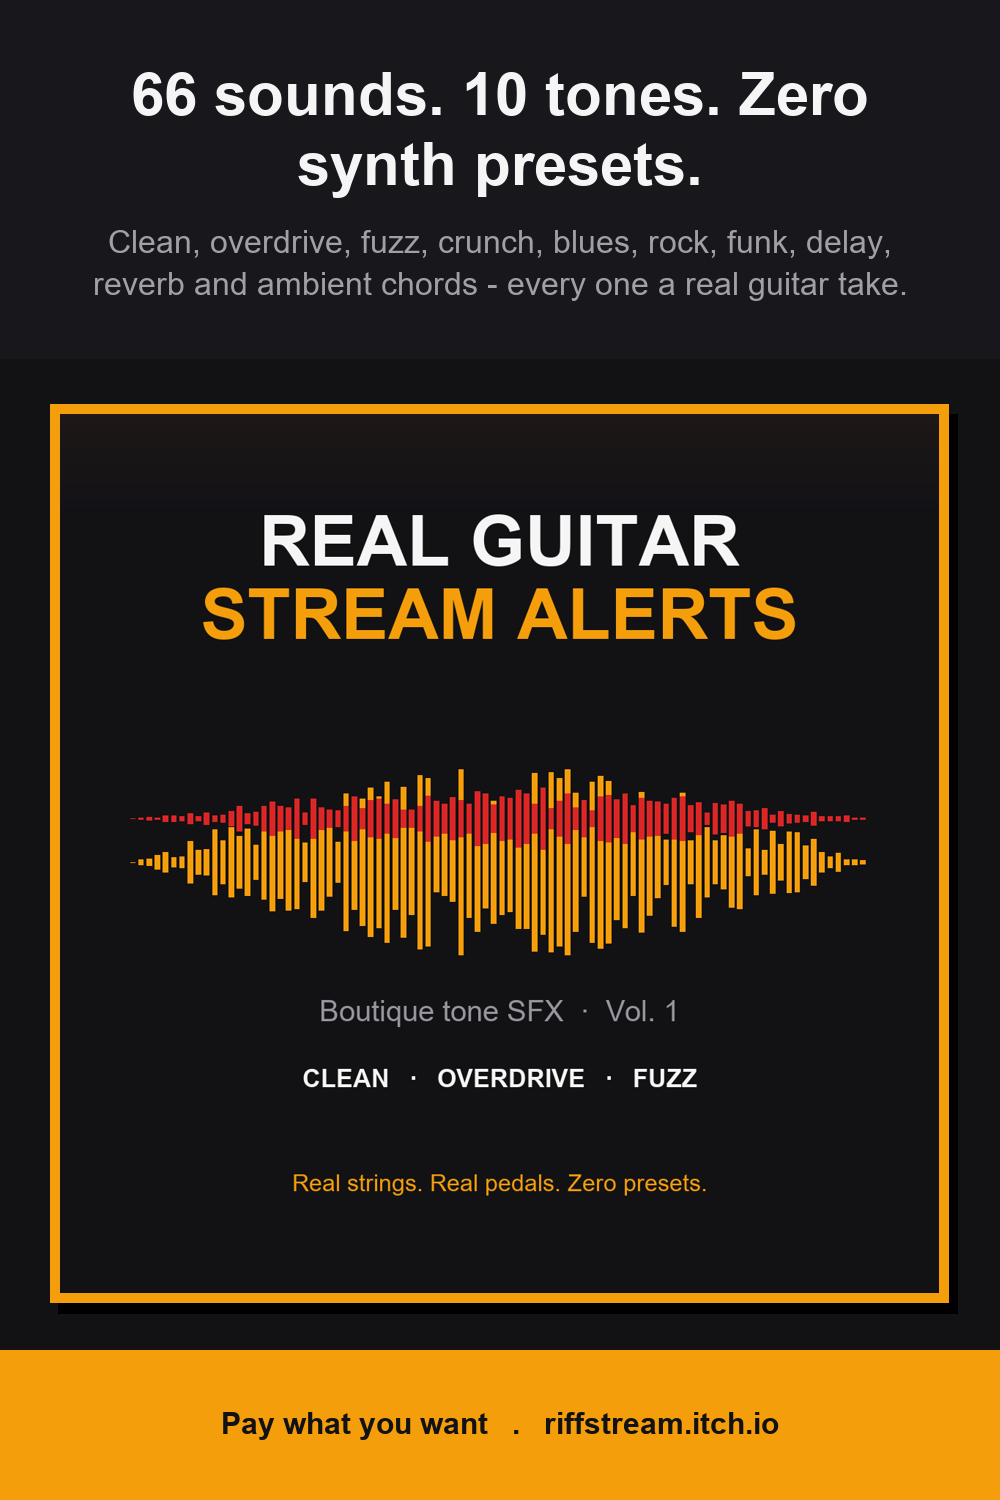 66 sounds. 10 tones. Zero
synth presets.
Clean, overdrive, fuzz, crunch, blues, rock, funk, delay,
reverb and ambient chords - every one a real guitar take.
REAL GUITAR
STREAM ALERTS
Boutique tone SFX · Vol. 1
CLEAN · OVERDRIVE · FUZZ
Real strings. Real pedals. Zero presets.
Pay what you want . riffstream.itch.io